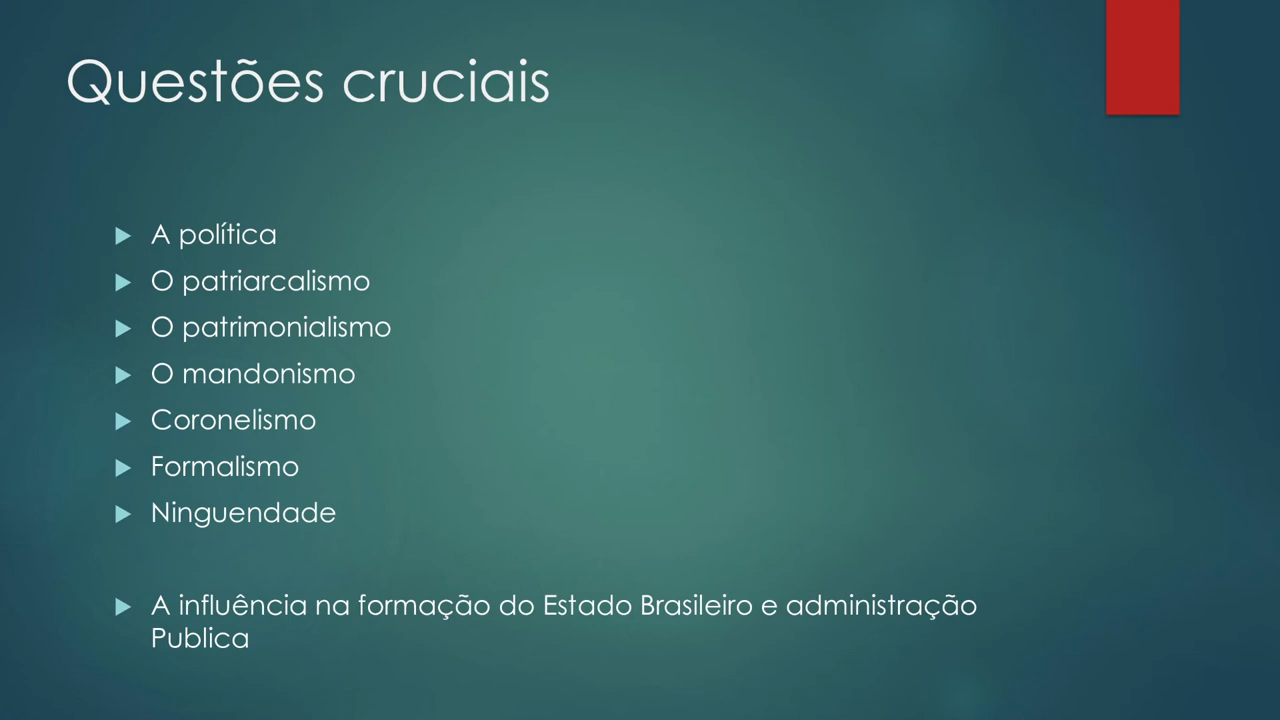 Questões cruciais
A política
O patriarcalismo
O patrimonialismo
O mandonismo
Coronelismo
Formalismo
Ninguendade
A influência na formação do Estado Brasileiro e administração
Publica